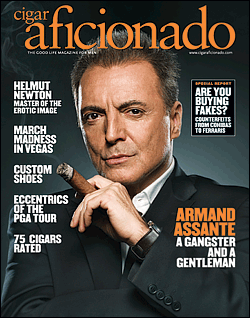 cigar
aficionado
THE GOOD LIFE MAGAZINE FOR MEN
www.cigaraficionado.com
HELMUT
NEWTON
MASTER OF THE
EROTIC IMAGE
MARCH
MADNESS
IN VEGAS
CUSTOM
SHOES
ECCENTRICS
OF THE
PGA TOUR
75 CIGARS
RATED
SPECIAL REPORT
ARE YOU
BUYING
FAKES?
COUNTERFEITS
FROM COHIBAS
TO FERRARIS
ARMAND
ASSANTE
A GANGSTER
AND A
GENTLEMAN